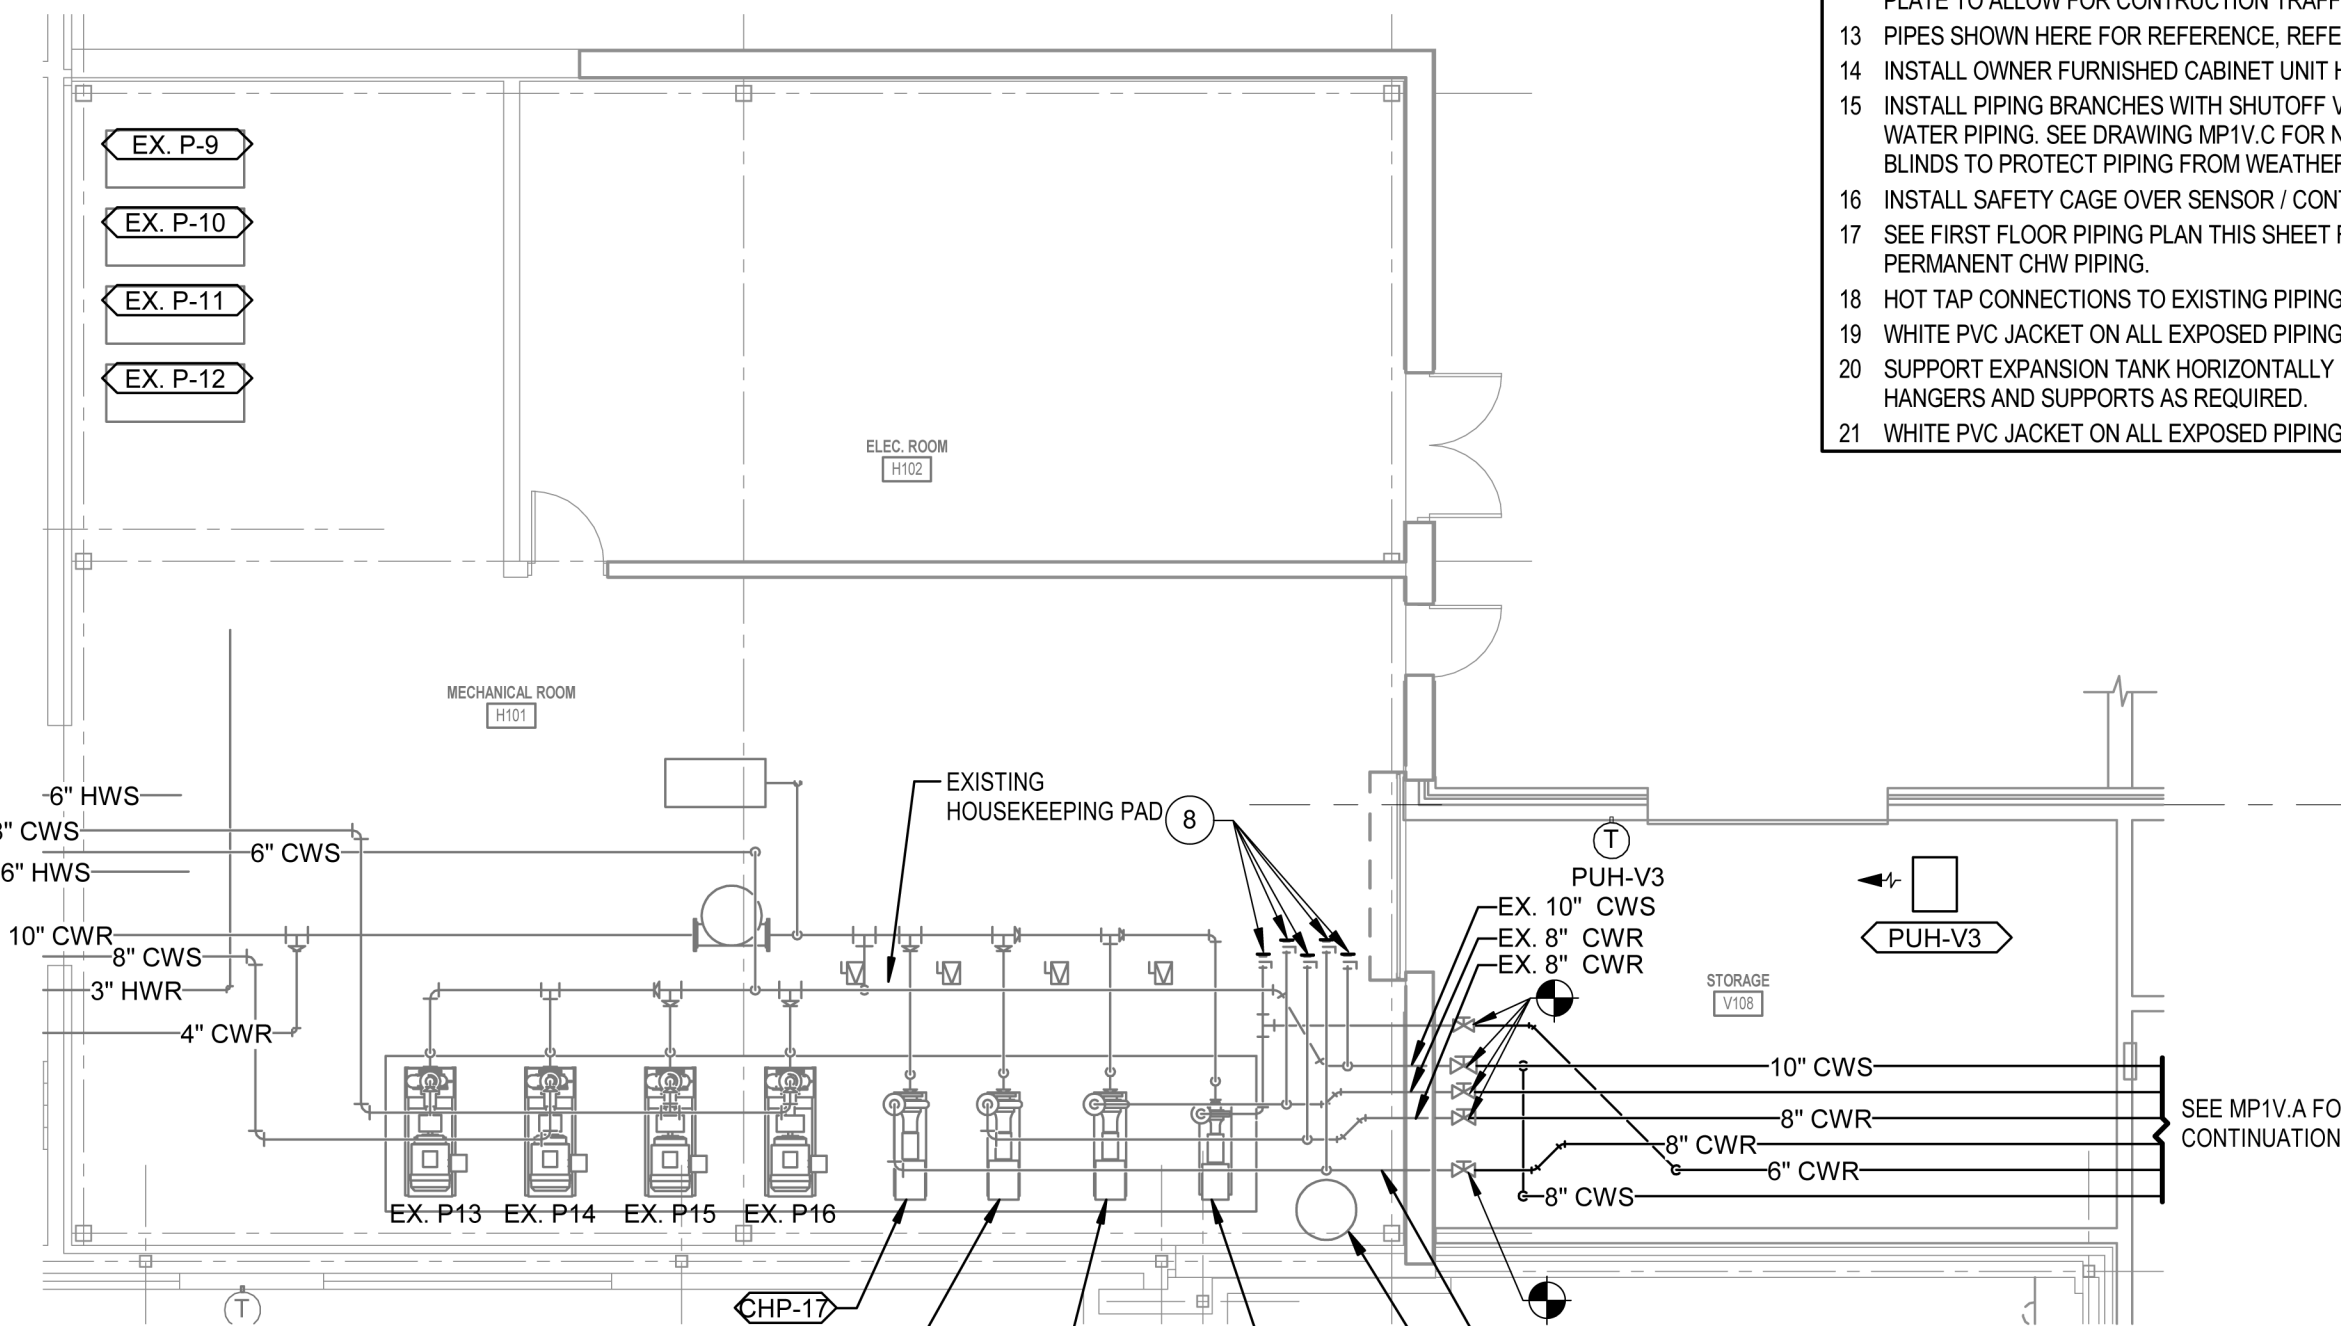 PLATE TO ALLOW FOR CONTRUCTION TRAFF
13 PIPES SHOWN HERE FOR REFERENCE, REFE
14 INSTALL OWNER FURNISHED CABINET UNIT H
15 INSTALL PIPING BRANCHES WITH SHUTOFF V
WATER PIPING. SEE DRAWING MP1V.C FOR N
BLINDS TO PROTECT PIPING FROM WEATHER
16 INSTALL SAFETY CAGE OVER SENSOR / CONT
17 SEE FIRST FLOOR PIPING PLAN THIS SHEET F
PERMANENT CHW PIPING.
18 HOT TAP CONNECTIONS TO EXISTING PIPING
19 WHITE PVC JACKET ON ALL EXPOSED PIPING
20 SUPPORT EXPANSION TANK HORIZONTALLY
HANGERS AND SUPPORTS AS REQUIRED.
21 WHITE PVC JACKET ON ALL EXPOSED PIPING
EX. P-9
EX. P-10
EX. P-11
EX. P-12
ELEC. ROOM
H102
MECHANICAL ROOM
H101
EXISTING
HOUSEKEEPING PAD
8
6" HWS
8" CWS
6" CWS
6" HWS
10" CWR
8" CWS
3" HWR
4" CWR
T
PUH-V3
EX. 10" CWS
EX. 8" CWR
EX. 8" CWR
PUH-V3
STORAGE
V108
10" CWS
8" CWR
8" CWR
6" CWR
8" CWS
SEE MP1V.A FO
CONTINUATION
EX. P13
EX. P14
EX. P15
EX. P16
CHP-17
T